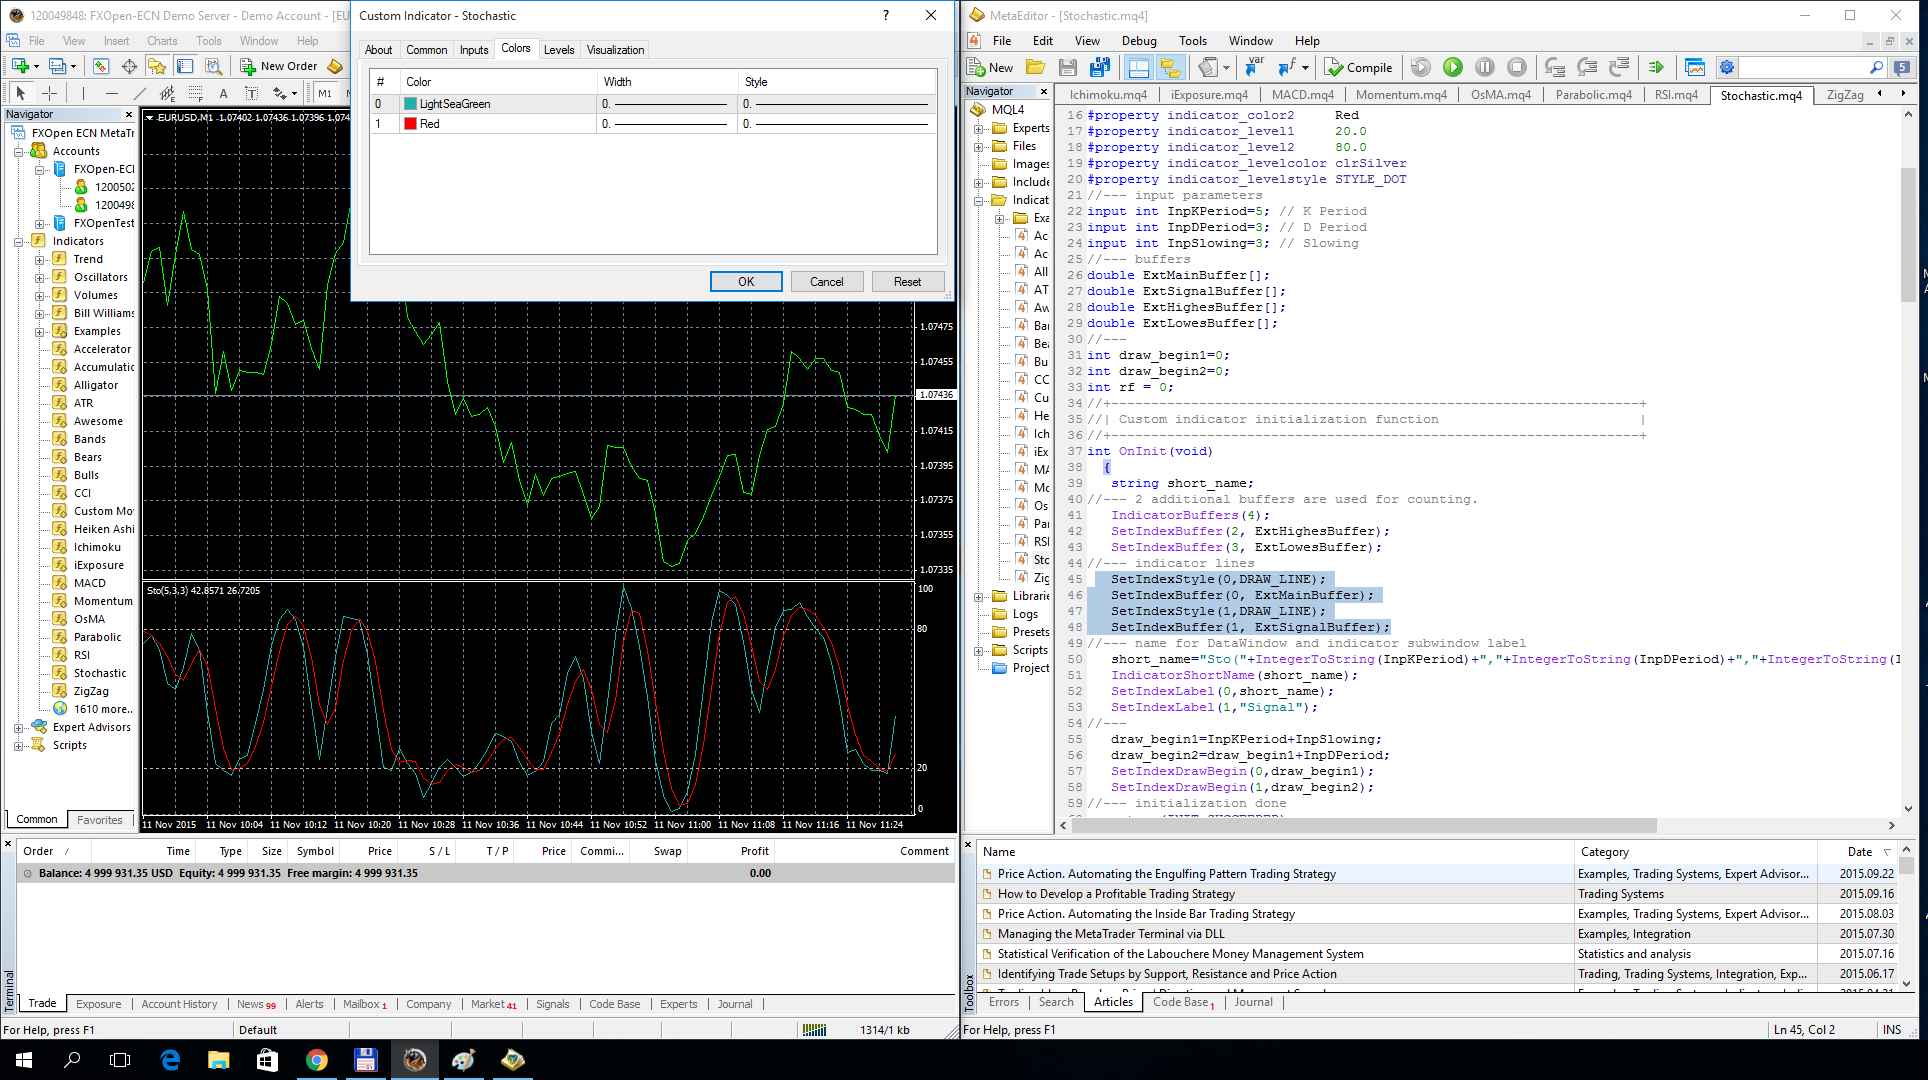 120049848: FXOpen-ECN Demo Server - Demo Account - [EU
File View Insert Charts Tools Window Help
New Order
M1
Navigator
FXOpen ECN MetaTr
Accounts
FXOpen-ECI
1200502
1200498
FXOpenTest
Indicators
Trend
Oscillators
Volumes
Bill Williams
Examples
Accelerator
Accumulatic
Alligator
ATR
Awesome
Bands
Bears
Bulls
CCI
Custom Mo
Heiken Ashi
Ichimoku
iExposure
MACD
Momentum
OsMA
Parabolic
RSI
Stochastic
ZigZag
1610 more..
Expert Advisors
Scripts
Common Favorites
Custom Indicator - Stochastic
?
About Common Inputs Colors Levels Visualization
# Color Width Style
0 LightSeaGreen 0. 0.
1 Red 0. 0.
OK Cancel Reset
EURUSD,M1 1.07402 1.07436 1.07396 1.074
1.07475
1.07455
1.07436
1.07415
1.07395
1.07375
1.07355
1.07335
Sto(5,3,3) 42.8571 26.7205
100
80
20
0
11 Nov 2015 11 Nov 10:04 11 Nov 10:12 11 Nov 10:20 11 Nov 10:28 11 Nov 10:36 11 Nov 10:44 11 Nov 10:52 11 Nov 11:00 11 Nov 11:08 11 Nov 11:16 11 Nov 11:24
Order / Time Type Size Symbol Price S / L T / P Price Commi... Swap Profit Comment
Balance: 4 999 931.35 USD Equity: 4 999 931.35 Free margin: 4 999 931.35 0.00
Terminal
Trade Exposure Account History News 99 Alerts Mailbox 1 Company Market 41 Signals Code Base Experts Journal
For Help, press F1 Default 1314/1 kb
MetaEditor - [Stochastic.mq4]
File Edit View Debug Tools Window Help
New var f Compile 5
Navigator
MQL4
Experts
Files
Images
Include
Indicat
Exa
Ac
Ac
All
AT
Aw
Bar
Bea
Bu
CC
Cu
He
Ich
iEx
MA
Mo
Os
Par
RSI
Sto
Zig
Librarie
Logs
Presets
Scripts
Project
Ichimoku.mq4 iExposure.mq4 MACD.mq4 Momentum.mq4 OsMA.mq4 Parabolic.mq4 RSI.mq4 Stochastic.mq4 ZigZag
16 #property indicator_color2 Red
17 #property indicator_level1 20.0
18 #property indicator_level2 80.0
19 #property indicator_levelcolor clrSilver
20 #property indicator_levelstyle STYLE_DOT
21 //--- input parameters
22 input int InpKPeriod=5; // K Period
23 input int InpDPeriod=3; // D Period
24 input int InpSlowing=3; // Slowing
25 //--- buffers
26 double ExtMainBuffer[];
27 double ExtSignalBuffer[];
28 double ExtHighesBuffer[];
29 double ExtLowesBuffer[];
30 //---
31 int draw_begin1=0;
32 int draw_begin2=0;
33 int rf = 0;
34 //+------------------------------------------------------------------+
35 //| Custom indicator initialization function |
36 //+------------------------------------------------------------------+
37 int OnInit(void)
38 {
39 string short_name;
40 //--- 2 additional buffers are used for counting.
41 IndicatorBuffers(4);
42 SetIndexBuffer(2, ExtHighesBuffer);
43 SetIndexBuffer(3, ExtLowesBuffer);
44 //--- indicator lines
45 SetIndexStyle(0,DRAW_LINE);
46 SetIndexBuffer(0, ExtMainBuffer);
47 SetIndexStyle(1,DRAW_LINE);
48 SetIndexBuffer(1, ExtSignalBuffer);
49 //--- name for DataWindow and indicator subwindow label
50 short_name="Sto("+IntegerToString(InpKPeriod)+","+IntegerToString(InpDPeriod)+","+IntegerToString(I
51 IndicatorShortName(short_name);
52 SetIndexLabel(0,short_name);
53 SetIndexLabel(1,"Signal");
54 //---
55 draw_begin1=InpKPeriod+InpSlowing;
56 draw_begin2=draw_begin1+InpDPeriod;
57 SetIndexDrawBegin(0,draw_begin1);
58 SetIndexDrawBegin(1,draw_begin2);
59 //--- initialization done
Name Category Date
Price Action. Automating the Engulfing Pattern Trading Strategy Examples, Trading Systems, Expert Advisor... 2015.09.22
How to Develop a Profitable Trading Strategy Trading Systems 2015.09.16
Price Action. Automating the Inside Bar Trading Strategy Examples, Trading Systems, Expert Advisor... 2015.08.03
Managing the MetaTrader Terminal via DLL Examples, Integration 2015.07.30
Statistical Verification of the Labouchere Money Management System Statistics and analysis 2015.07.16
Identifying Trade Setups by Support, Resistance and Price Action Trading, Trading Systems, Integration, Exp... 2015.06.17
Toolbox
Errors Search Articles Code Base 1 Journal
For Help, press F1 Ln 45, Col 2 INS